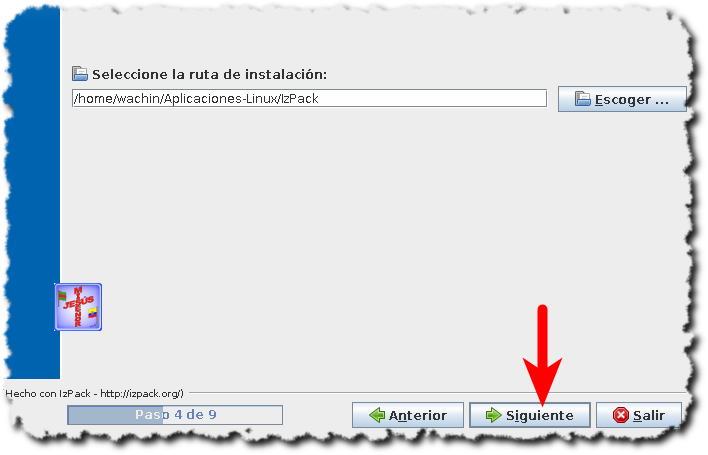 Seleccione la ruta de instalación:
/home/wachin/Aplicaciones-Linux/IzPack
Escoger ...
JESÚS
Hecho con IzPack - http://izpack.org/)
Paso 4 de 9
Anterior
Siguiente
Salir